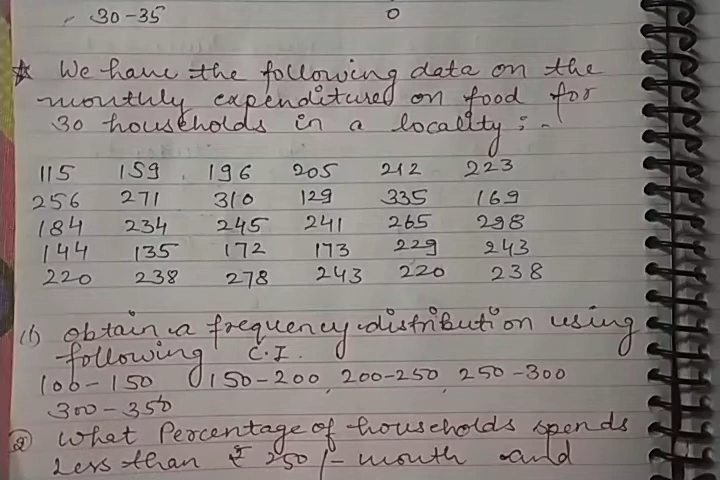 30-35 0
* We have the following data on the
monthly expenditured on food for
30 households in a locality :-
115 159 196 205 212 223
256 271 310 129 335 169
184 234 245 241 265 298
144 135 172 173 229 243
220 238 278 243 220 238
(1) obtain a frequency distribution using
following C.I.
100-150 150-200, 200-250, 250-300
300-350
(2) What Percentage of households spends
Less than ₹ 250/- month and